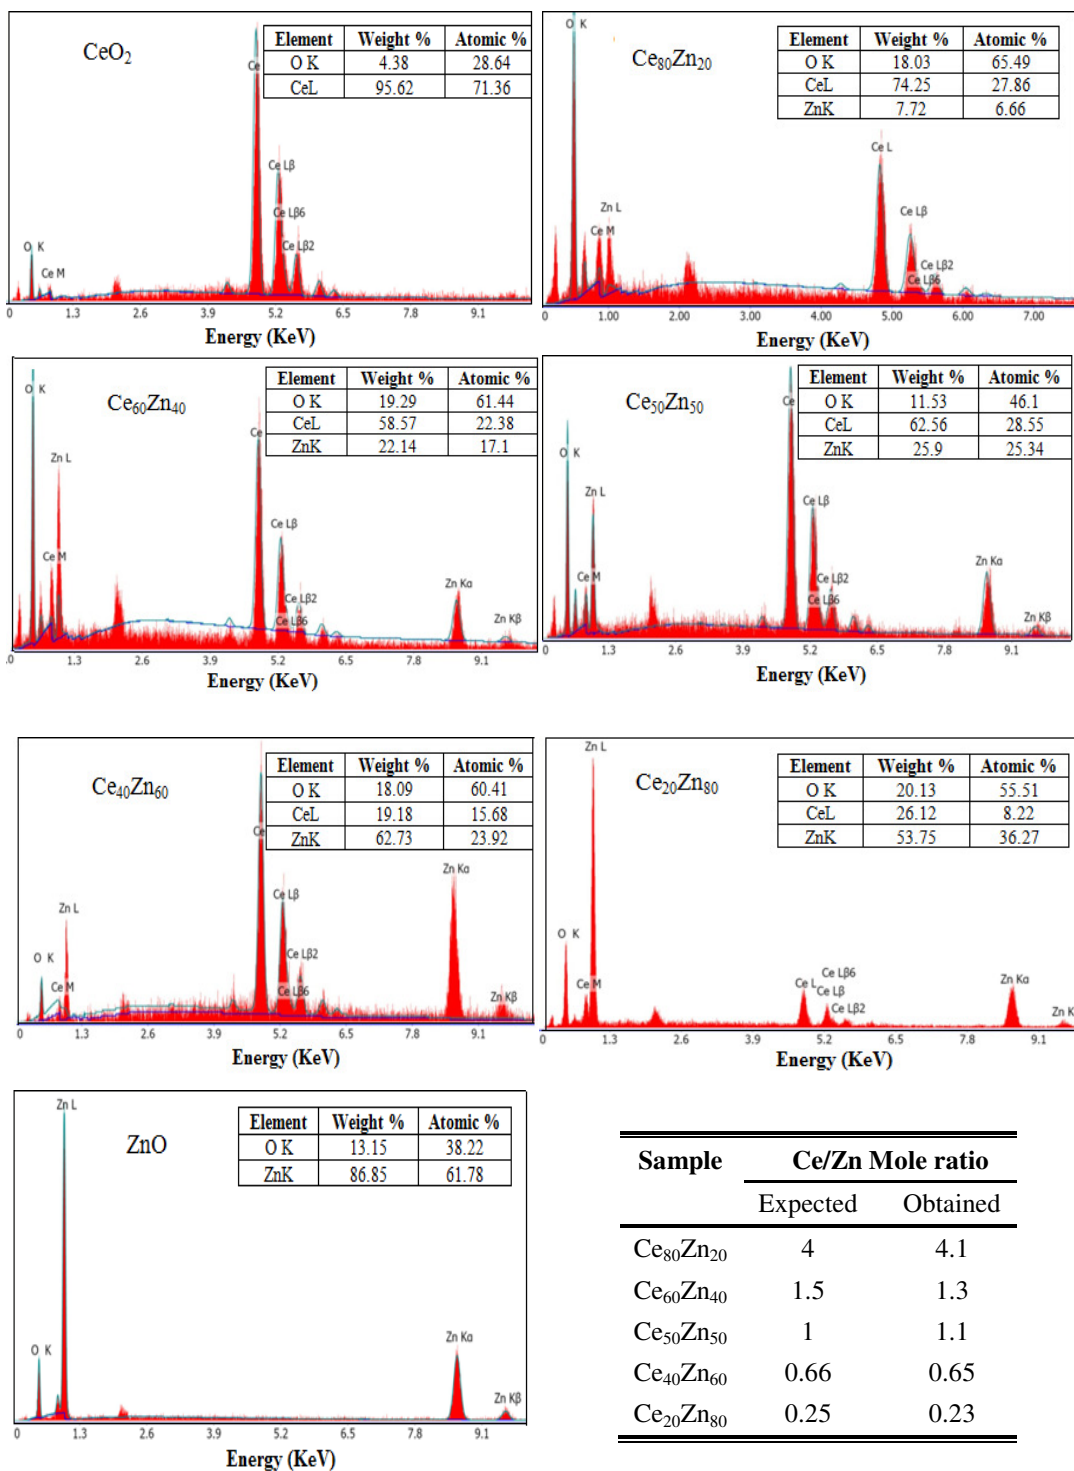 CeO2
Element Weight % Atomic %
O K 4.38 28.64
CeL 95.62 71.36
Ce
Ce Lβ
Ce Lβ6
Ce Lβ2
O K
Ce M
0 1.3 2.6 3.9 5.2 6.5 7.8 9.1
Energy (KeV)
O K
Ce80Zn20
Element Weight % Atomic %
O K 18.03 65.49
CeL 74.25 27.86
ZnK 7.72 6.66
Ce L
Zn L
Ce Lβ
Ce M
Ce Lβ2
Ce Lβ6
1.00 2.00 3.00 4.00 5.00 6.00 7.00
Energy (KeV)
O K
Ce60Zn40
Element Weight % Atomic %
O K 19.29 61.44
CeL 58.57 22.38
ZnK 22.14 17.1
Ce
Zn L
Ce Lβ
Ce M
Zn Kα
Ce Lβ2
Ce Lβ6
Zn Kβ
.0 1.3 2.6 3.9 5.2 6.5 7.8 9.1
Energy (KeV)
Ce50Zn50
Element Weight % Atomic %
O K 11.53 46.1
CeL 62.56 28.55
ZnK 25.9 25.34
Ce
O K
Zn L
Ce Lβ
Zn Kα
Ce M
Ce Lβ2
Ce Lβ6
Zn Kβ
0 1.3 2.6 3.9 5.2 6.5 7.8 9.1
Energy (KeV)
Ce40Zn60
Element Weight % Atomic %
O K 18.09 60.41
CeL 19.18 15.68
ZnK 62.73 23.92
Ce
Zn Kα
Zn L
Ce Lβ
O K
Ce Lβ2
Ce M
Ce Lβ6
Zn Kβ
0 1.3 2.6 3.9 5.2 6.5 7.8 9.1
Energy (KeV)
Zn L
Ce20Zn80
Element Weight % Atomic %
O K 20.13 55.51
CeL 26.12 8.22
ZnK 53.75 36.27
O K
Ce M
Ce Lβ6
Ce L
Ce Lβ
Ce Lβ2
Zn Kα
Zn K
0 1.3 2.6 3.9 5.2 6.5 7.8 9.1
Energy (KeV)
Zn L
ZnO
Element Weight % Atomic %
O K 13.15 38.22
ZnK 86.85 61.78
O K
Zn Kα
Zn Kβ
0 1.3 2.6 3.9 5.2 6.5 7.8 9.1
Energy (KeV)
Sample Ce/Zn Mole ratio
Expected Obtained
Ce80Zn20 4 4.1
Ce60Zn40 1.5 1.3
Ce50Zn50 1 1.1
Ce40Zn60 0.66 0.65
Ce20Zn80 0.25 0.23